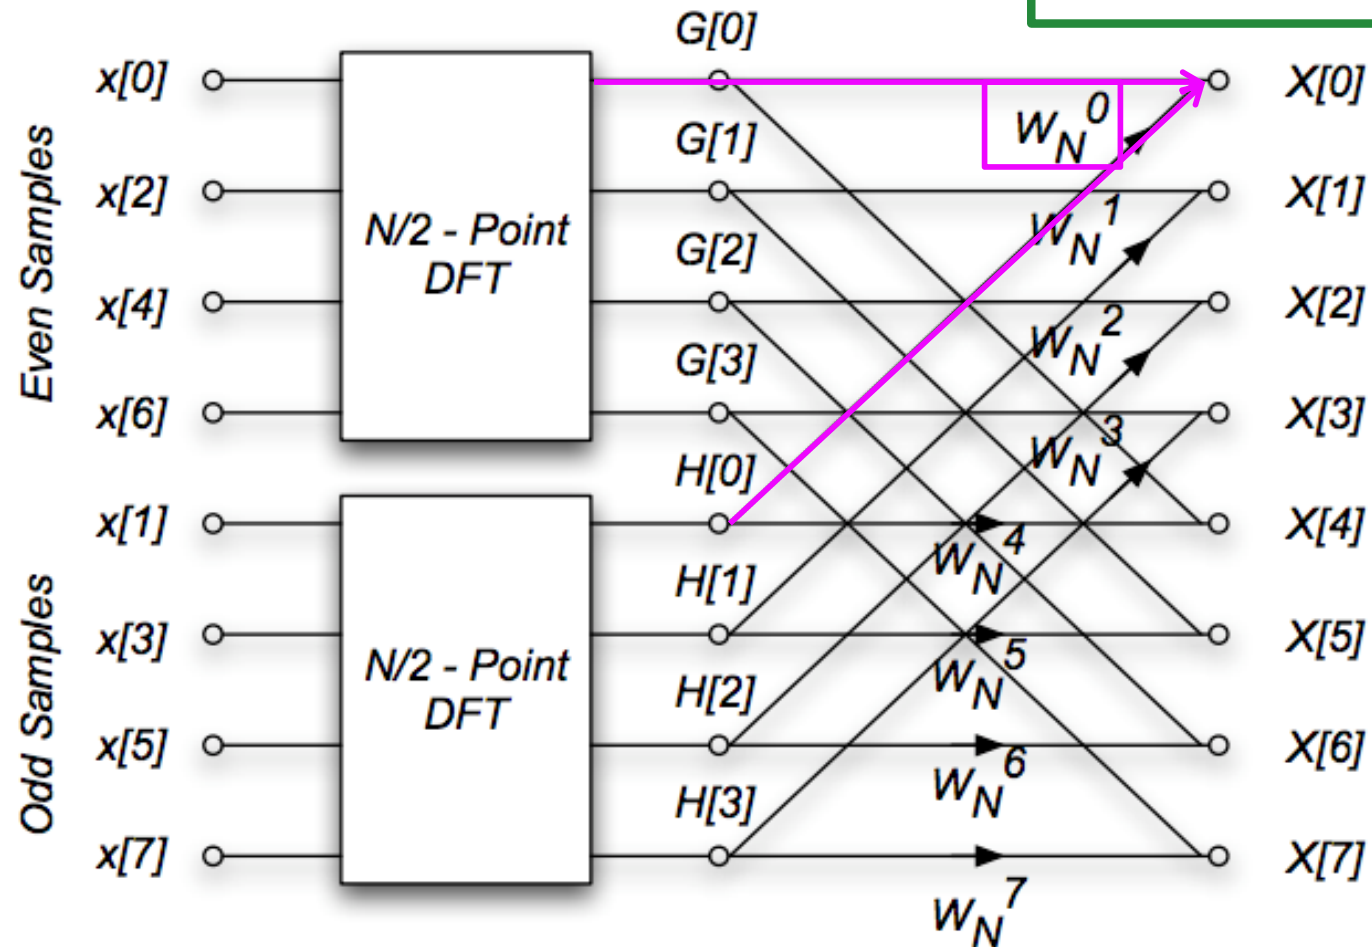 G[0]
x[0]
X[0]
W_N^0
G[1]
x[2]
X[1]
W_N^1
N/2 - Point
DFT
G[2]
x[4]
X[2]
W_N^2
Even Samples
G[3]
x[6]
X[3]
W_N^3
H[0]
x[1]
X[4]
W_N^4
H[1]
x[3]
X[5]
W_N^5
N/2 - Point
DFT
H[2]
x[5]
X[6]
W_N^6
Odd Samples
H[3]
x[7]
X[7]
W_N^7